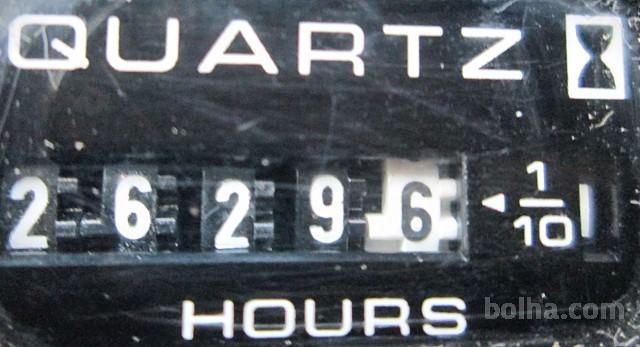 QUARTZ
2 6 2 9 6 ◄ 1/10
HOURS
bolha.com